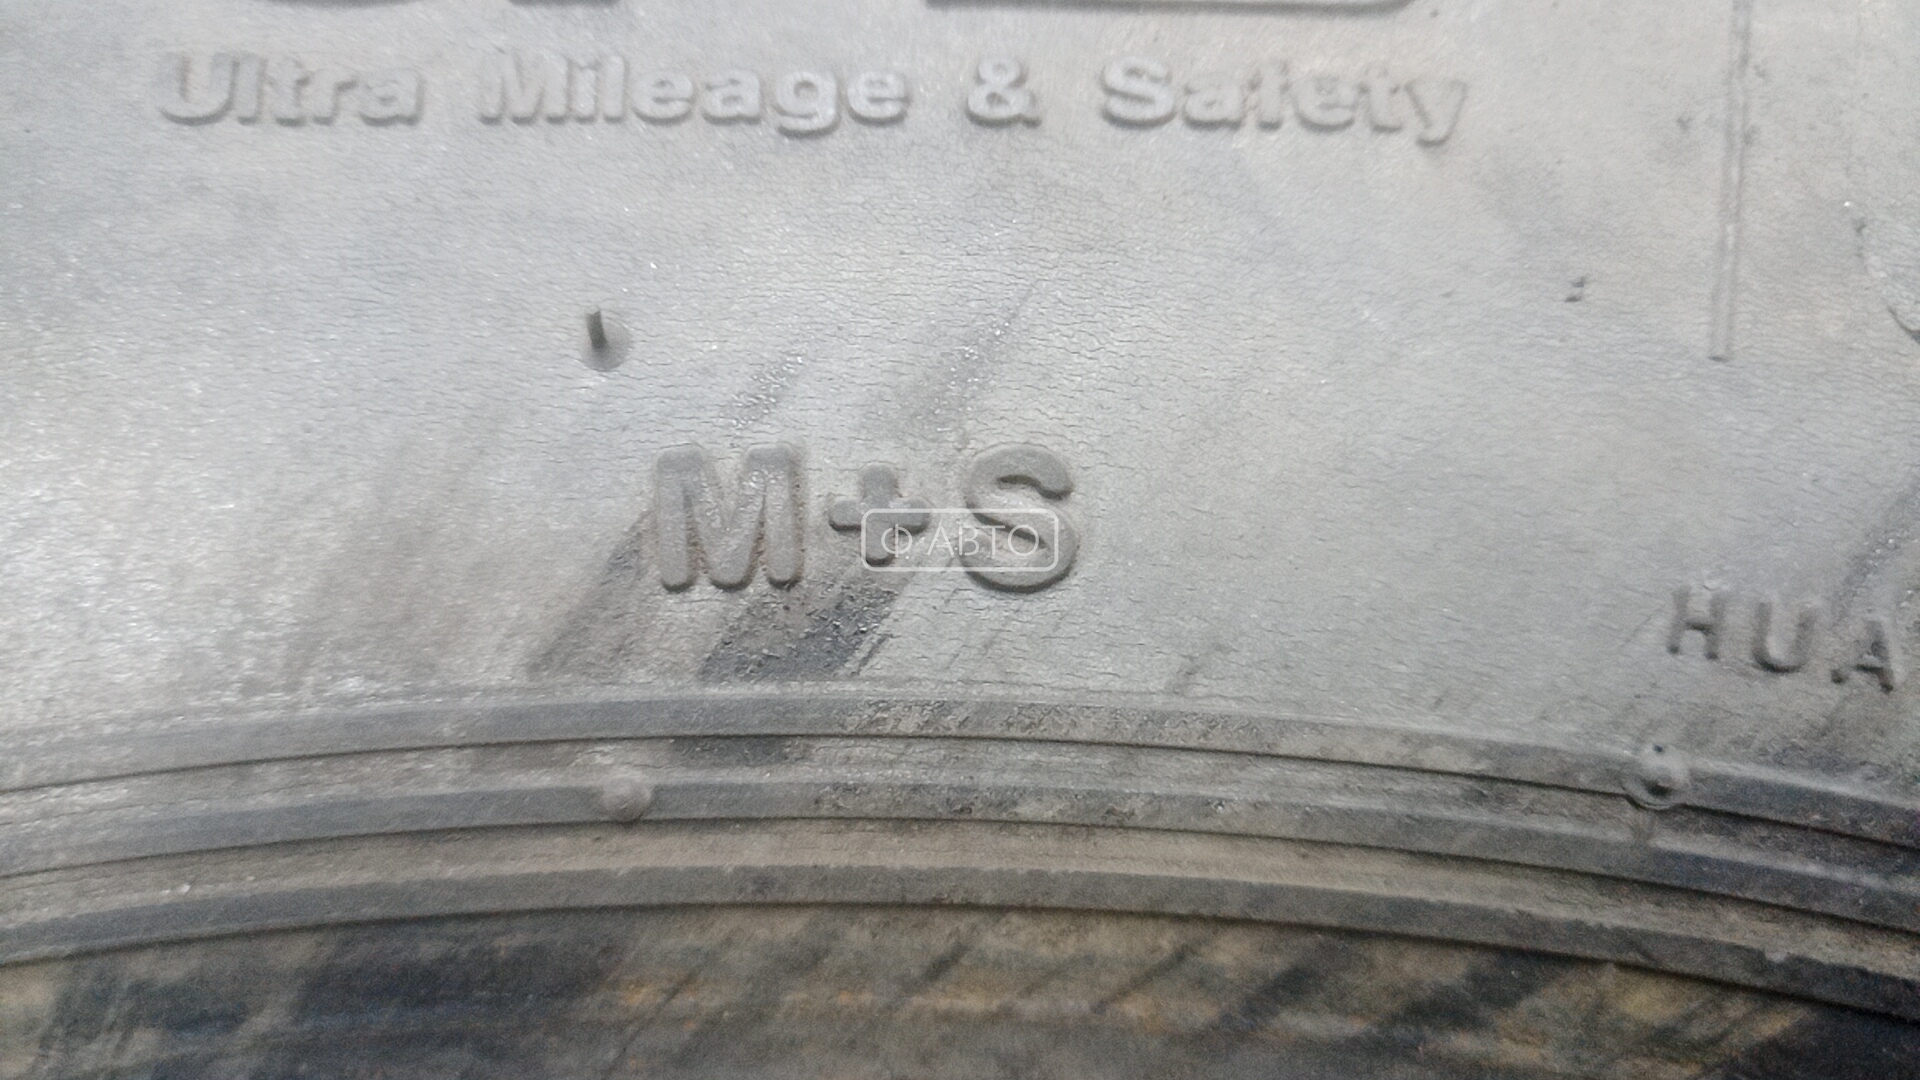 Ultra Mileage & Safety
M+S
Ф·АВТО
HUA